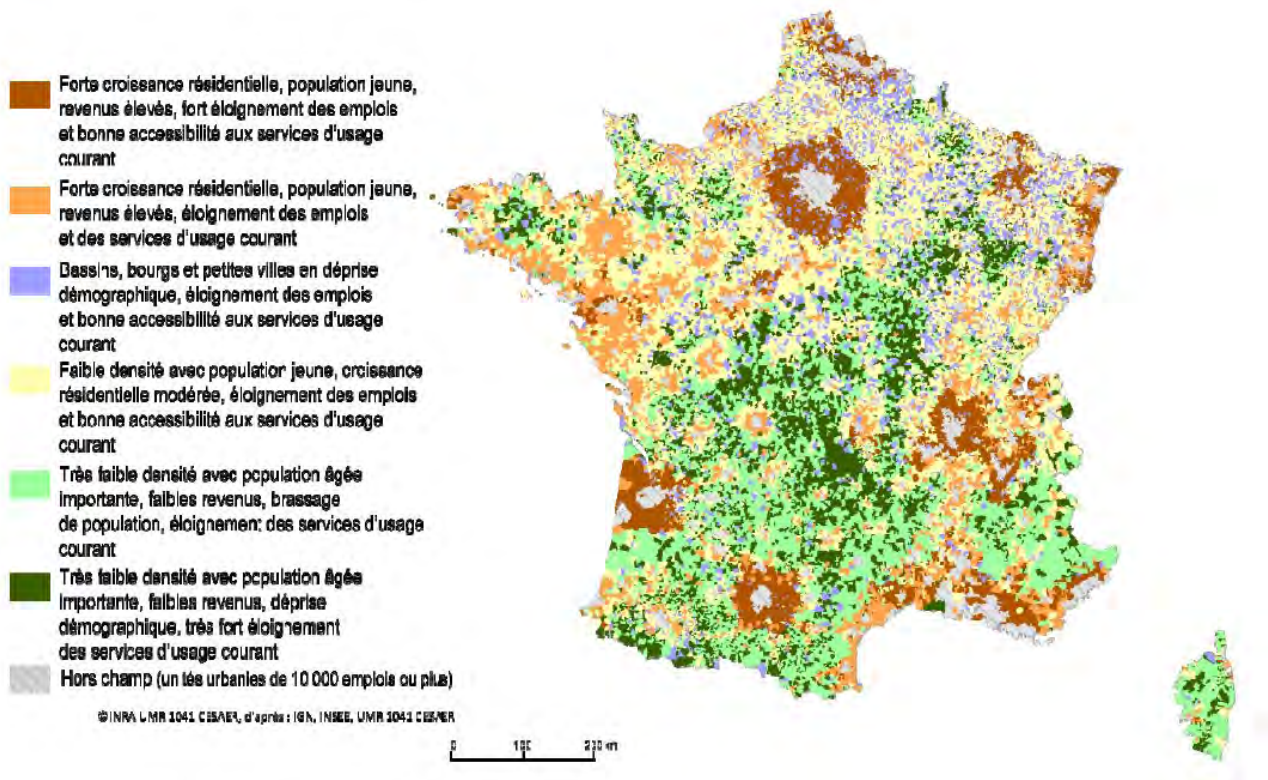 Forte croissance résidentielle, population jeune,
revenus élevés, fort éloignement des emplois
et bonne accessibilité aux services d'usage
courant
Forte croissance résidentielle, population jeune,
revenus élevés, éloignement des emplois
et des services d'usage courant
Bassins, bourgs et petites villes en déprise
démographique, éloignement des emplois
et bonne accessibilité aux services d'usage
courant
Faible densité avec population jeune, croissance
résidentielle modérée, éloignement des emplois
et bonne accessibilité aux services d'usage
courant
Très faible densité avec population âgée
importante, faibles revenus, brassage
de population, éloignement des services d'usage
courant
Très faible densité avec population âgée
importante, faibles revenus, déprise
démographique, très fort éloignement
des services d'usage courant
Hors champ (un tés urbanies de 10 000 emplois ou plus)
© INRA UMR 1041 CESAER, d'après : IGN, INSEE, UMR 1041 CESAER
0 100 200 km